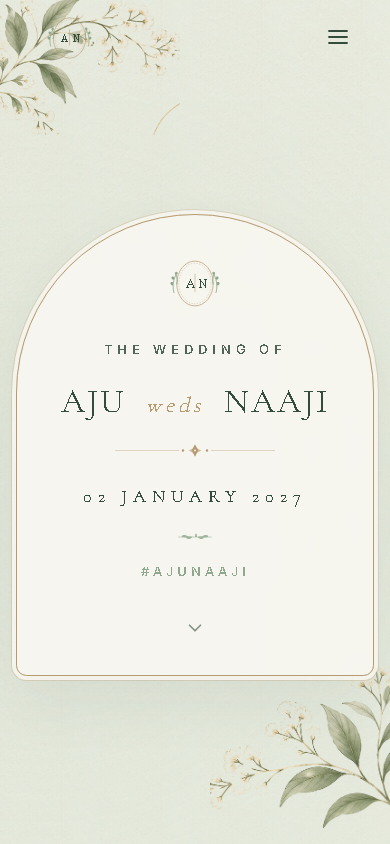 AN
AN
THE WEDDING OF
AJU weds NAAJI
02 JANUARY 2027
#AJUNAAJI